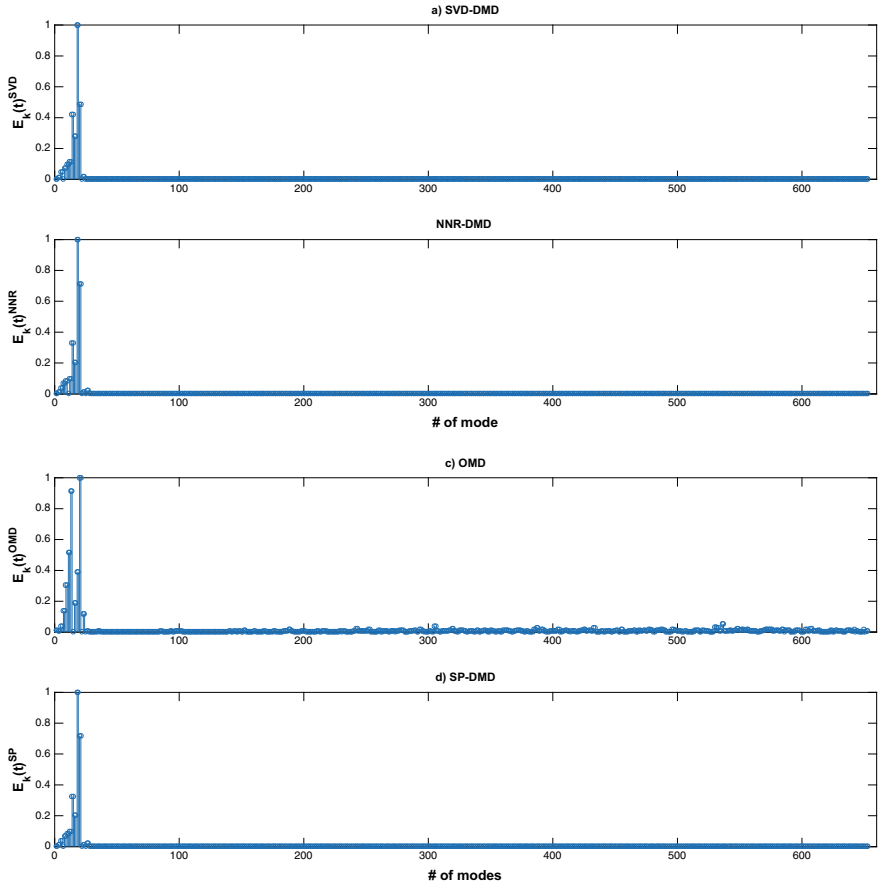 a) SVD-DMD
1
0.8
0.6
0.4
0.2
0
E_k(t)^SVD
0 100 200 300 400 500 600
NNR-DMD
1
0.8
0.6
0.4
0.2
0
E_k(t)^NNR
0 100 200 300 400 500 600
# of mode
c) OMD
1
0.8
0.6
0.4
0.2
0
E_k(t)^OMD
0 100 200 300 400 500 600
d) SP-DMD
1
0.8
0.6
0.4
0.2
0
E_k(t)^SP
0 100 200 300 400 500 600
# of modes